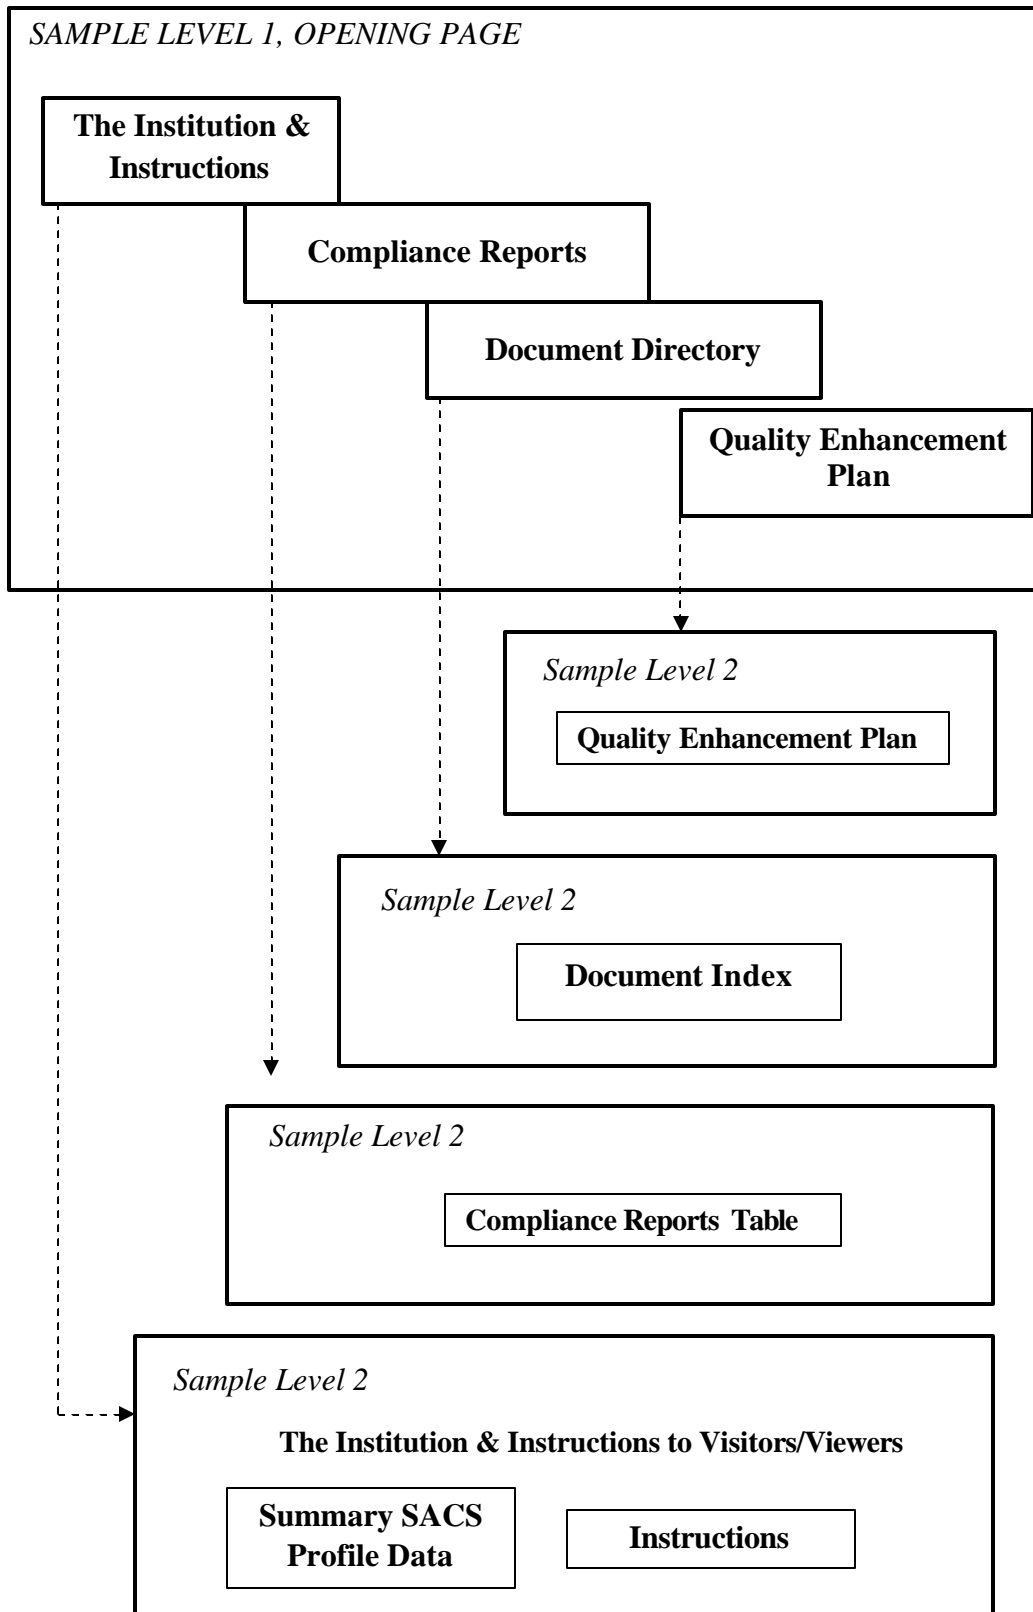 SAMPLE LEVEL 1, OPENING PAGE
The Institution &
Instructions
Compliance Reports
Document Directory
Quality Enhancement
Plan
Sample Level 2
Quality Enhancement Plan
Sample Level 2
Document Index
Sample Level 2
Compliance Reports Table
Sample Level 2
The Institution & Instructions to Visitors/Viewers
Summary SACS
Profile Data
Instructions